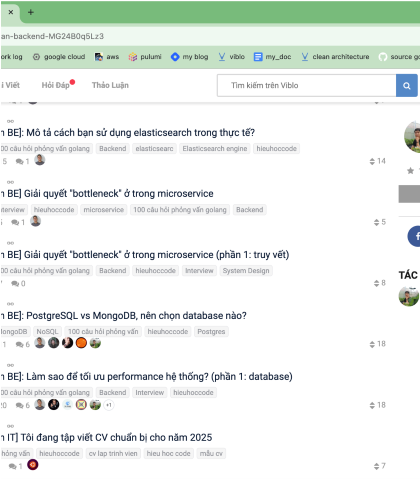 × +
an-backend-MG24B0q5Lz3
ork log google cloud aws pulumi my blog viblo my_doc clean architecture source go
i Viết Hỏi Đáp Thảo Luận Tìm kiếm trên Viblo
n BE]: Mô tả cách bạn sử dụng elasticsearch trong thực tế?
00 câu hỏi phỏng vấn golang Backend elasticsearc Elasticsearch engine hieuhoccode
5 1 14
n BE] Giải quyết "bottleneck" ở trong microservice
nterview hieuhoccode microservice 100 câu hỏi phỏng vấn golang Backend
1 5
n BE] Giải quyết "bottleneck" ở trong microservice (phần 1: truy vết)
00 câu hỏi phỏng vấn golang Backend hieuhoccode Interview System Design
0 8
n BE]: PostgreSQL vs MongoDB, nên chọn database nào?
MongoDB NoSQL 100 câu hỏi phỏng vấn hieuhoccode Postgres
1 6 18
n BE]: Làm sao để tối ưu performance hệ thống? (phần 1: database)
00 câu hỏi phỏng vấn golang Backend Interview hieuhoccode
20 6 +1 18
n IT] Tôi đang tập viết CV chuẩn bị cho năm 2025
hỏng vấn hieuhoccode cv lap trinh vien hieu hoc code mẫu cv
1 7
TÁC